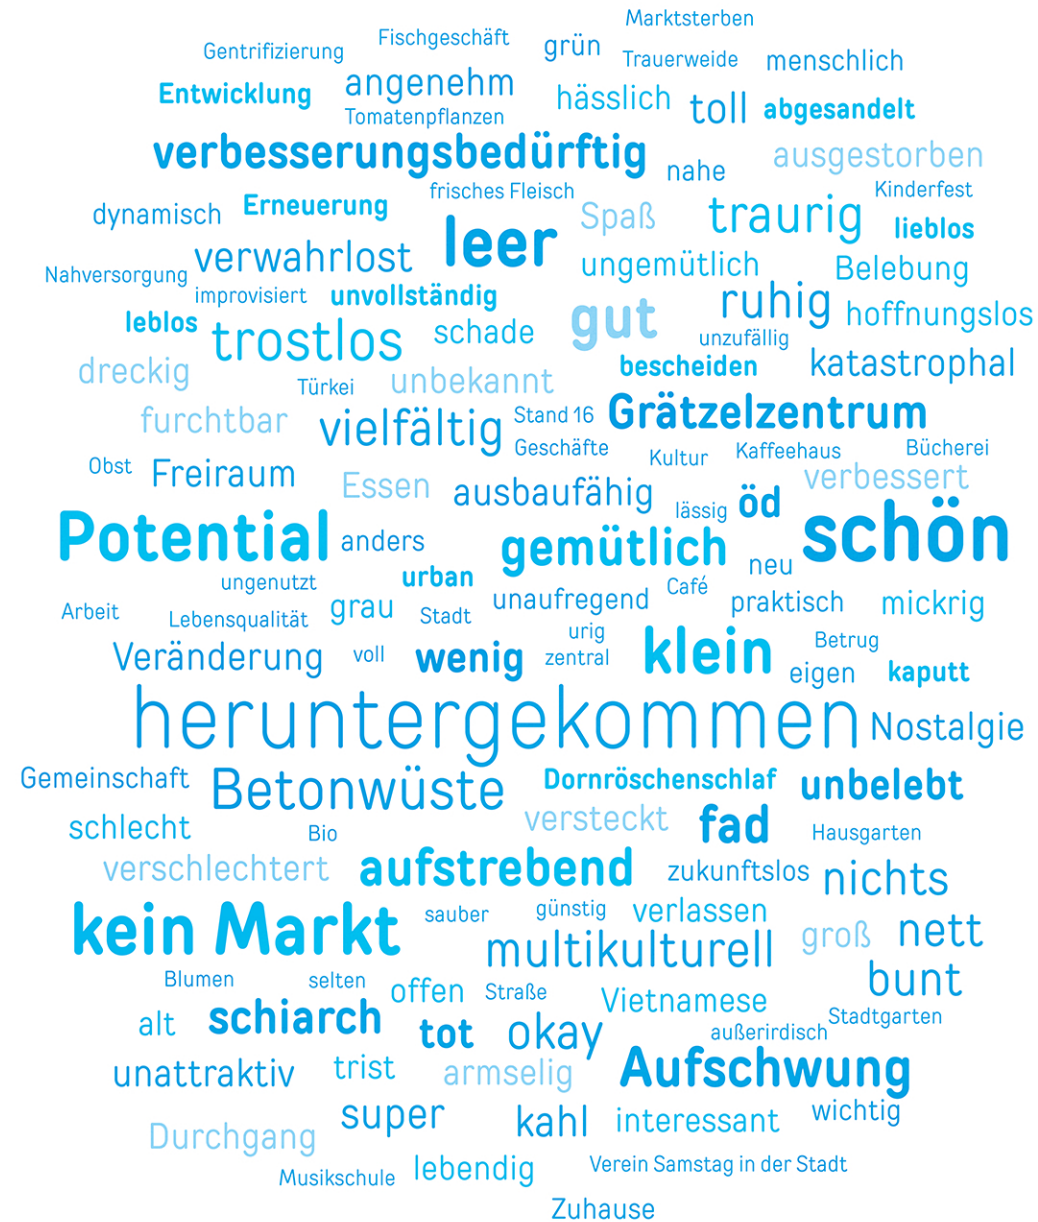 Marktsterben
Gentrifizierung Fischgeschäft grün Trauerweide menschlich
Entwicklung angenehm hässlich toll abgesandelt
Tomatenpflanzen
verbesserungsbedürftig nahe ausgestorben
frisches Fleisch Kinderfest
dynamisch Erneuerung Spaß traurig lieblos
verwahrlost leer ungemütlich Belebung
Nahversorgung improvisiert unvollständig gut ruhig hoffnungslos
leblos trostlos schade unzufällig
dreckig Türkei unbekannt bescheiden katastrophal
furchtbar vielfältig Stand 16 Grätzelzentrum
Geschäfte Kultur Kaffeehaus Bücherei
Obst Freiraum Essen ausbaufähig lässig öd verbessert
Potential anders gemütlich neu schön
ungenutzt urban Café
Arbeit Lebensqualität grau Stadt unaufregend praktisch mickrig
urig Betrug
Veränderung voll wenig zentral klein eigen kaputt
heruntergekommen Nostalgie
Gemeinschaft Betonwüste Dornröschenschlaf unbelebt
schlecht Bio versteckt fad Hausgarten
verschlechtert aufstrebend zukunftslos nichts
kein Markt sauber günstig verlassen groß nett
multikulturell
Blumen selten offen Straße Vietnamese bunt
alt schiarch tot okay außerirdisch Stadtgarten
unattraktiv trist armselig Aufschwung
super kahl interessant wichtig
Durchgang
Musikschule lebendig Verein Samstag in der Stadt
Zuhause